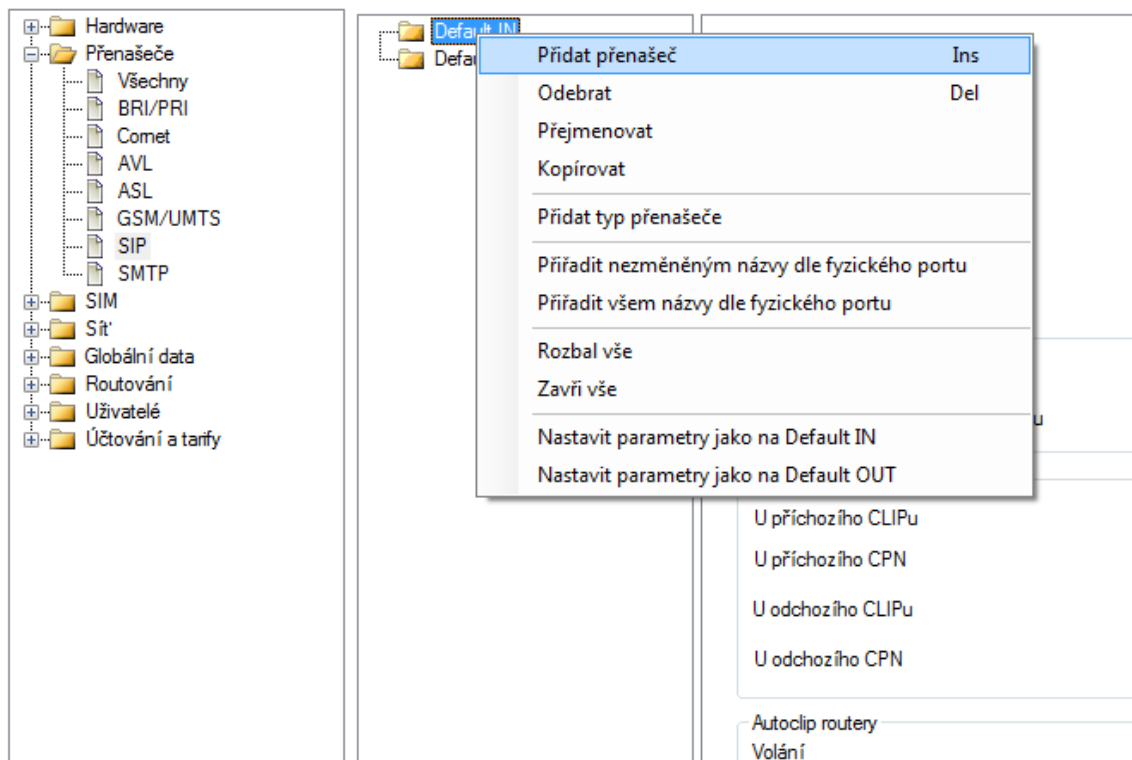 Hardware
Přenašeče
Všechny
BRI/PRI
Cornet
AVL
ASL
GSM/UMTS
SIP
SMTP
SIM
Síť
Globální data
Routování
Uživatelé
Účtování a tarify
Default IN
Defau
Přidat přenašeč Ins
Odebrat Del
Přejmenovat
Kopírovat
Přidat typ přenašeče
Přiřadit nezměněným názvy dle fyzického portu
Přiřadit všem názvy dle fyzického portu
Rozbal vše
Zavři vše
Nastavit parametry jako na Default IN
Nastavit parametry jako na Default OUT
u
U příchozího CLIPu
U příchozího CPN
U odchozího CLIPu
U odchozího CPN
Autoclip routery
Volání